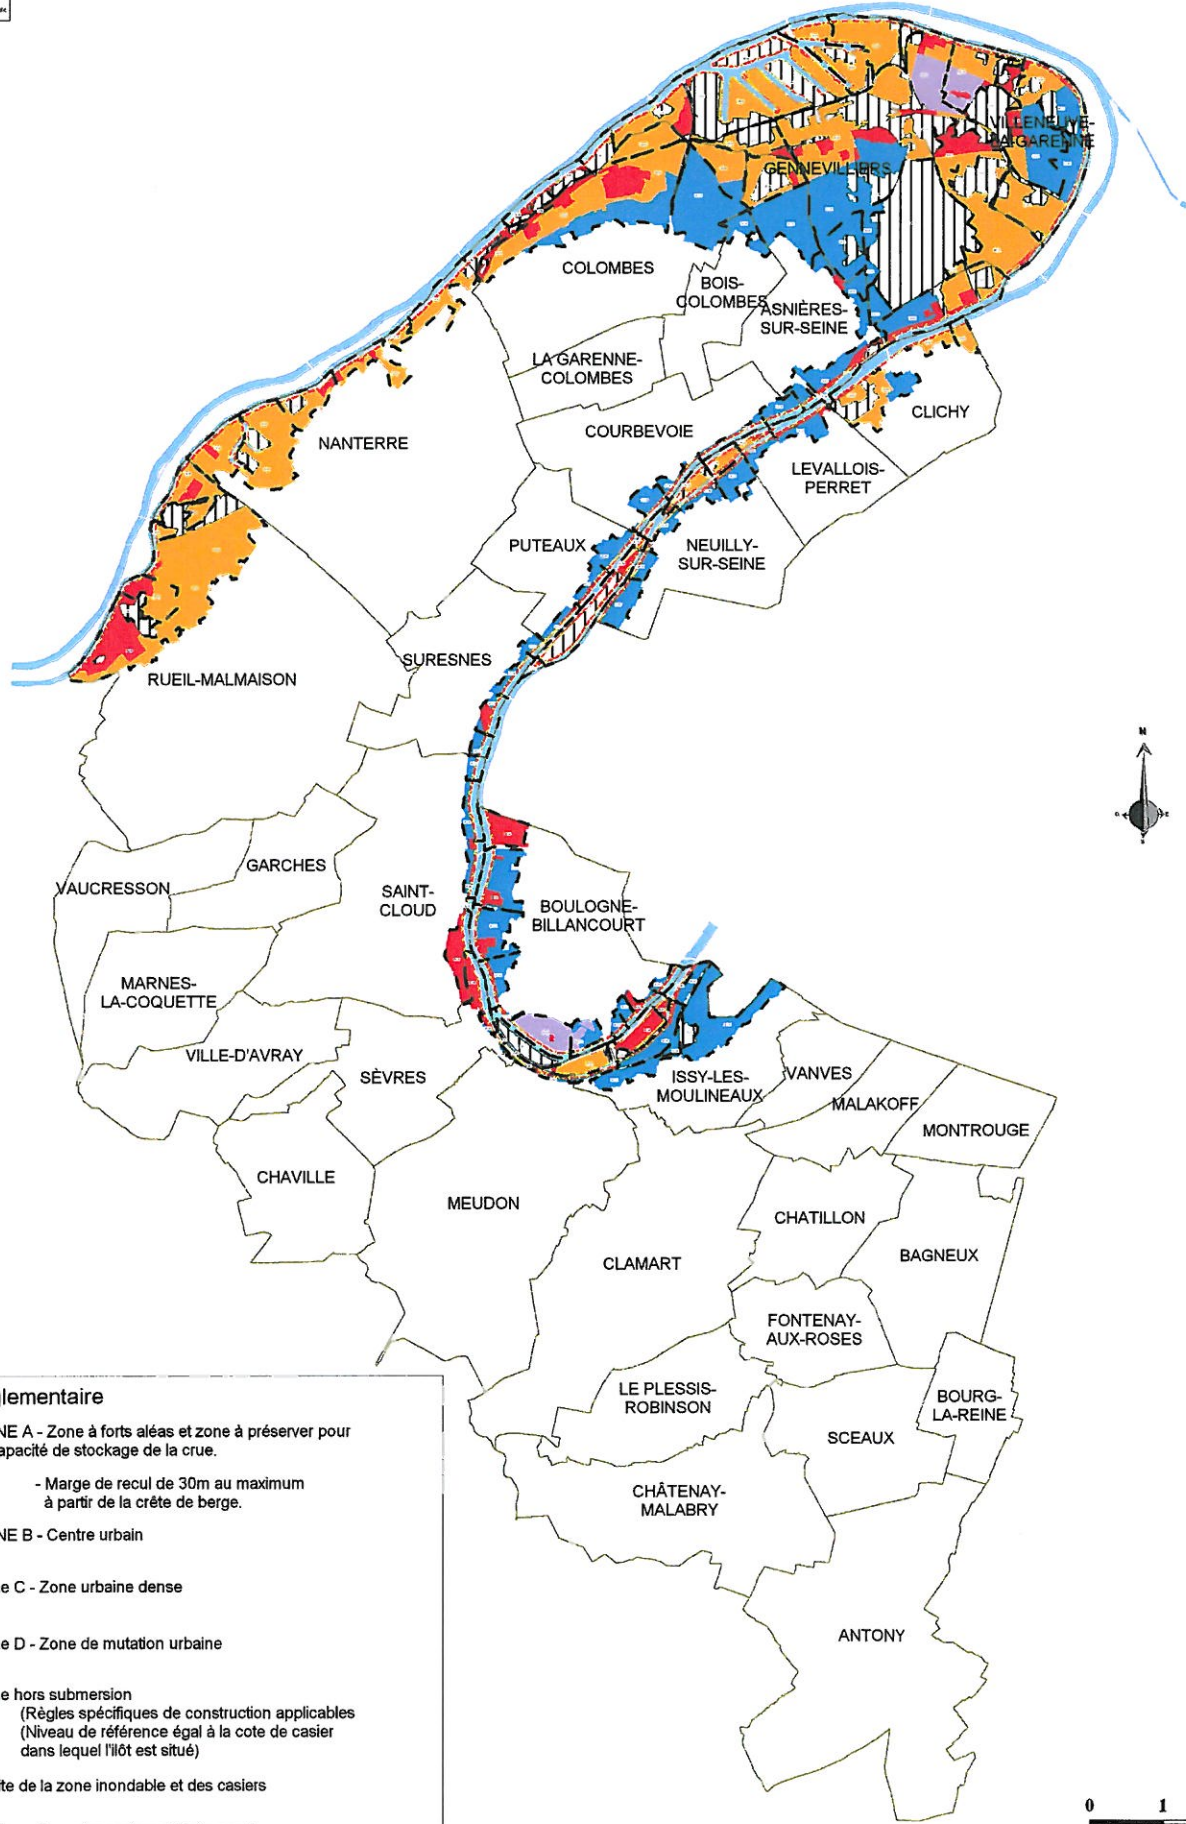 VILLENEUVE-
LA-GARENNE
GENNEVILLIERS
COLOMBES
BOIS-
COLOMBES
ASNIÈRES-
SUR-SEINE
LA GARENNE-
COLOMBES
CLICHY
COURBEVOIE
NANTERRE
LEVALLOIS-
PERRET
PUTEAUX
NEUILLY-
SUR-SEINE
SURESNES
RUEIL-MALMAISON
N
GARCHES
VAUCRESSON
SAINT-
CLOUD
BOULOGNE-
BILLANCOURT
MARNES-
LA-COQUETTE
VILLE-D'AVRAY
SÈVRES
ISSY-LES-
MOULINEAUX
VANVES
MALAKOFF
MONTROUGE
CHAVILLE
MEUDON
CHATILLON
BAGNEUX
CLAMART
FONTENAY-
AUX-ROSES
LE PLESSIS-
ROBINSON
BOURG-
LA-REINE
SCEAUX
CHÂTENAY-
MALABRY
ANTONY
glementaire
NE A - Zone à forts aléas et zone à préserver pour
apacité de stockage de la crue.
- Marge de recul de 30m au maximum
à partir de la crête de berge.
NE B - Centre urbain
e C - Zone urbaine dense
e D - Zone de mutation urbaine
e hors submersion
(Règles spécifiques de construction applicables
(Niveau de référence égal à la cote de casier
dans lequel l'ilôt est situé)
ite de la zone inondable et des casiers
0 1